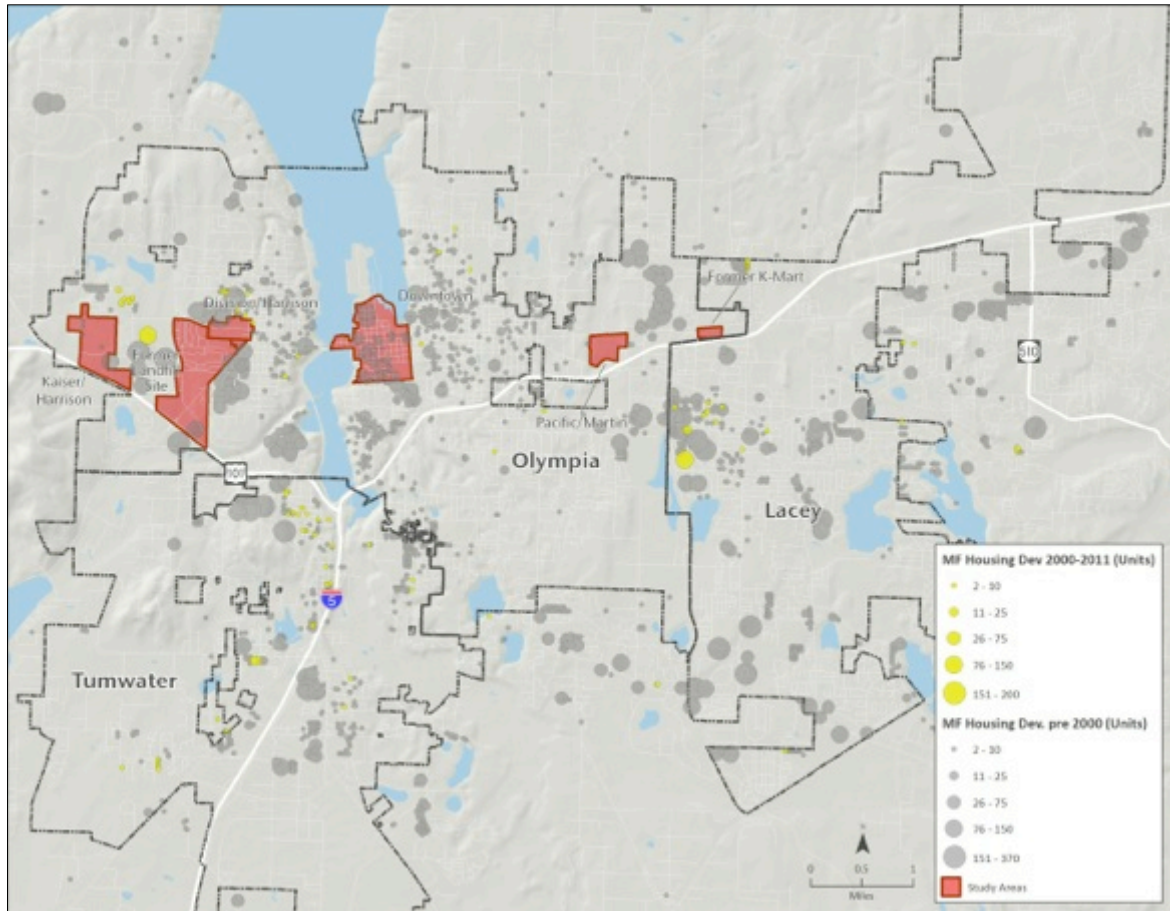 Division/Harrison
Downtown
Former K-Mart
Kaiser/
Harrison
Former
Landfill
Site
Pacific/Martin
510
Olympia
101
Lacey
5
Tumwater
MF Housing Dev 2000-2011 (Units)
2 - 10
11 - 25
26 - 75
76 - 150
151 - 200
MF Housing Dev. pre 2000 (Units)
2 - 10
11 - 25
26 - 75
76 - 150
151 - 370
Study Areas
0 0.5 1
Miles